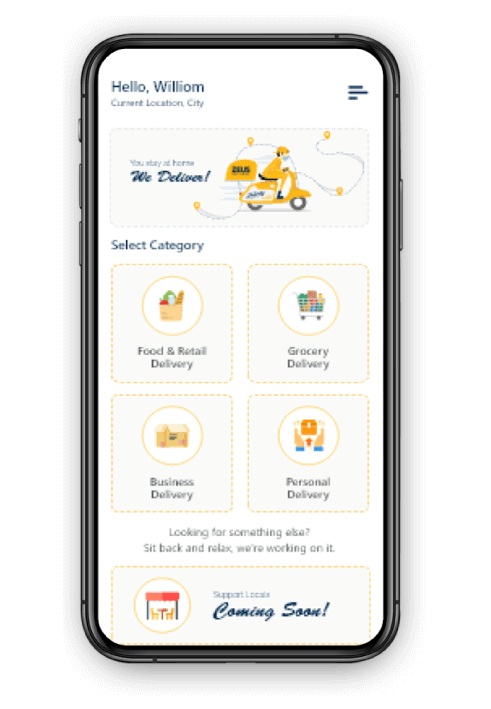 Hello, Williom
Current Location, City
You stay at home
We Deliver!
ZEUS
Select Category
Food & Retail
Delivery
Grocery
Delivery
Business
Delivery
Personal
Delivery
Looking for something else?
Sit back and relax, we're working on it.
Support Locals
Coming Soon!